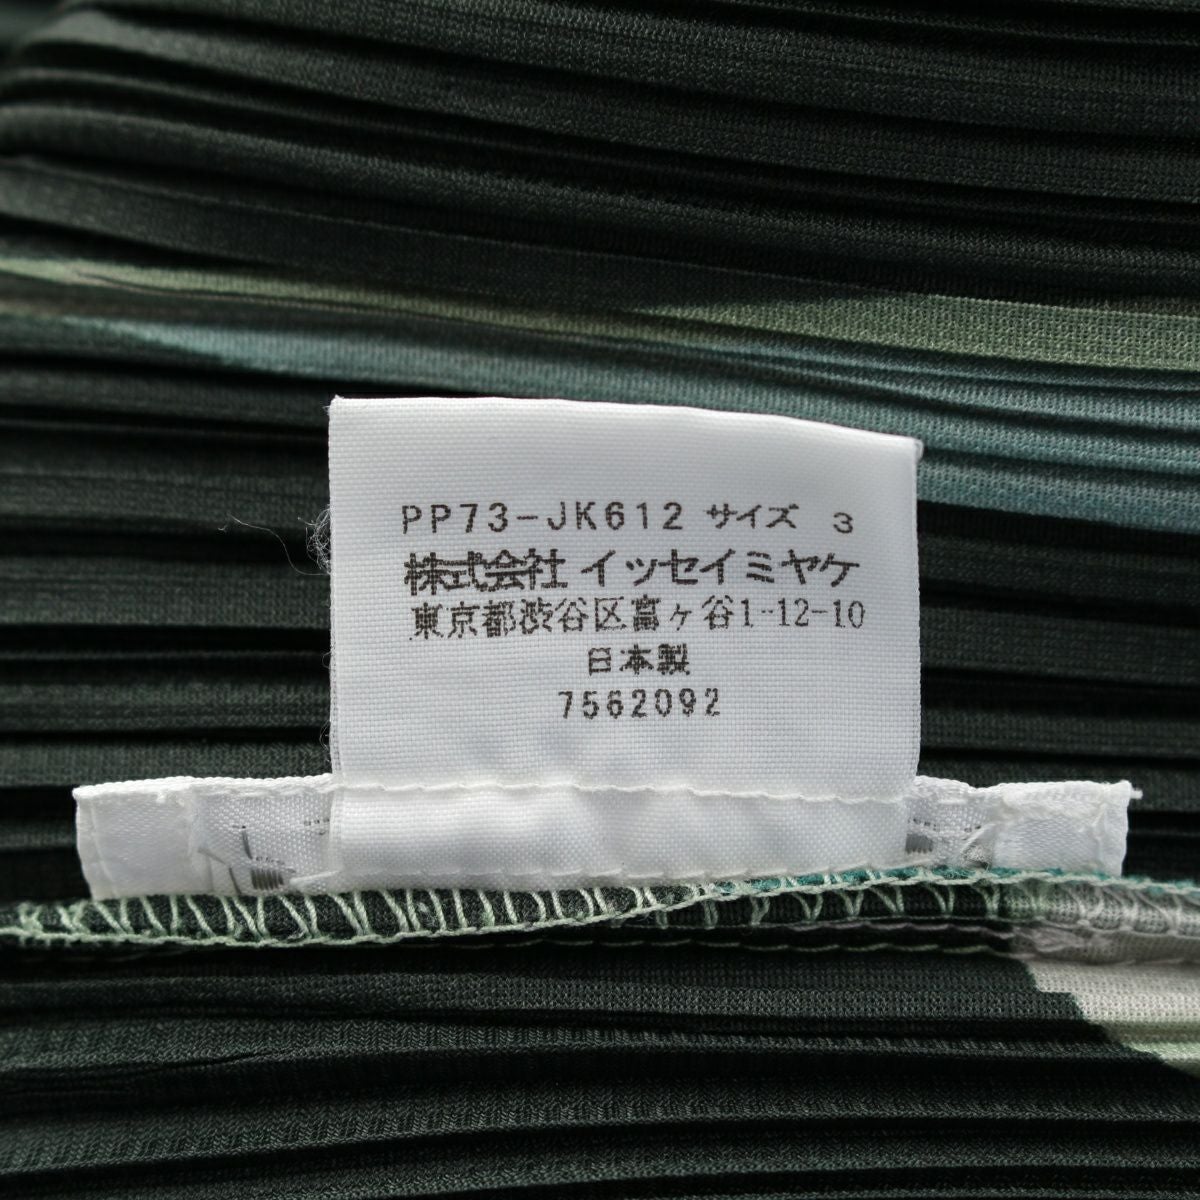 PP73-JK612 サイズ 3
株式会社 イッセイミヤケ
東京都渋谷区富ヶ谷1-12-10
日本製
7562092